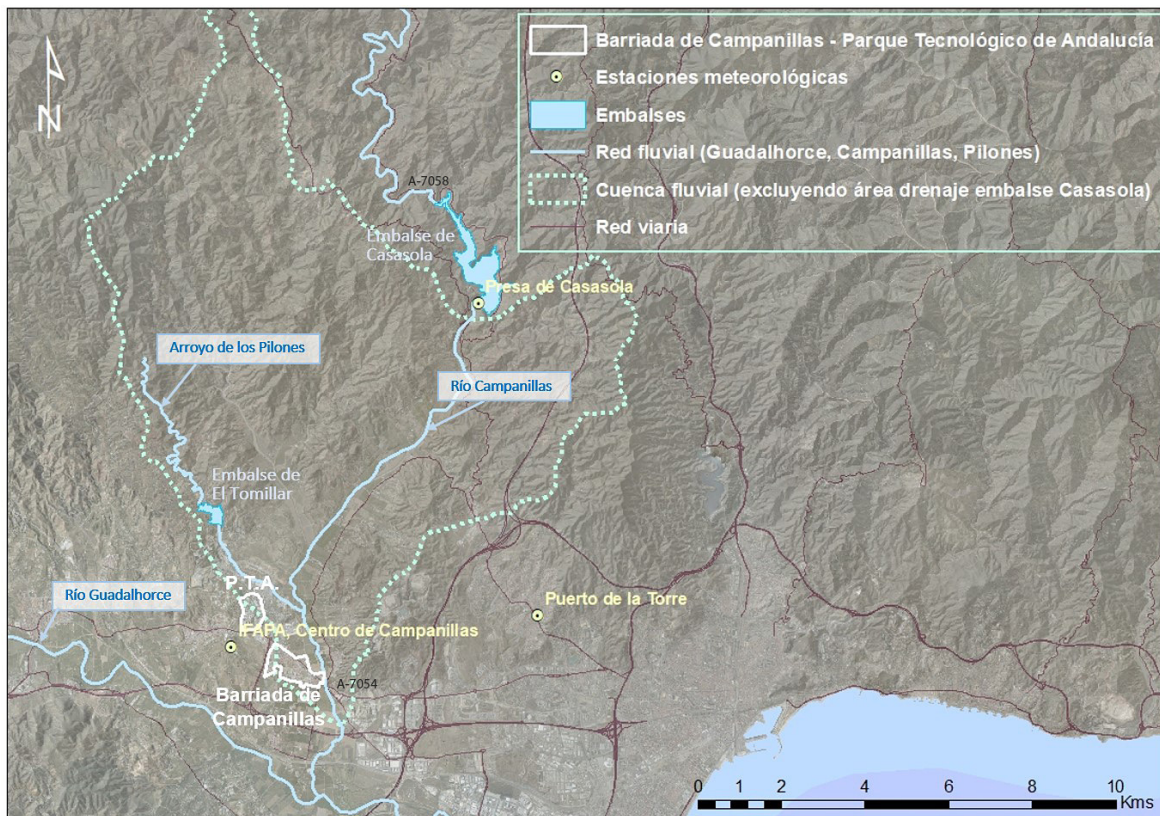 Barriada de Campanillas - Parque Tecnológico de Andalucía
Estaciones meteorológicas
Embalses
Red fluvial (Guadalhorce, Campanillas, Pilones)
Cuenca fluvial (excluyendo área drenaje embalse Casasola)
Red viaria
N
A-7058
Embalse de
Casasola
Presa de Casasola
Arroyo de los Pilones
Río Campanillas
Embalse de
El Tomillar
P.T.A.
Río Guadalhorce
Puerto de la Torre
IFAPA, Centro de Campanillas
A-7054
Barriada de
Campanillas
0 1 2 4 6 8 10
Kms